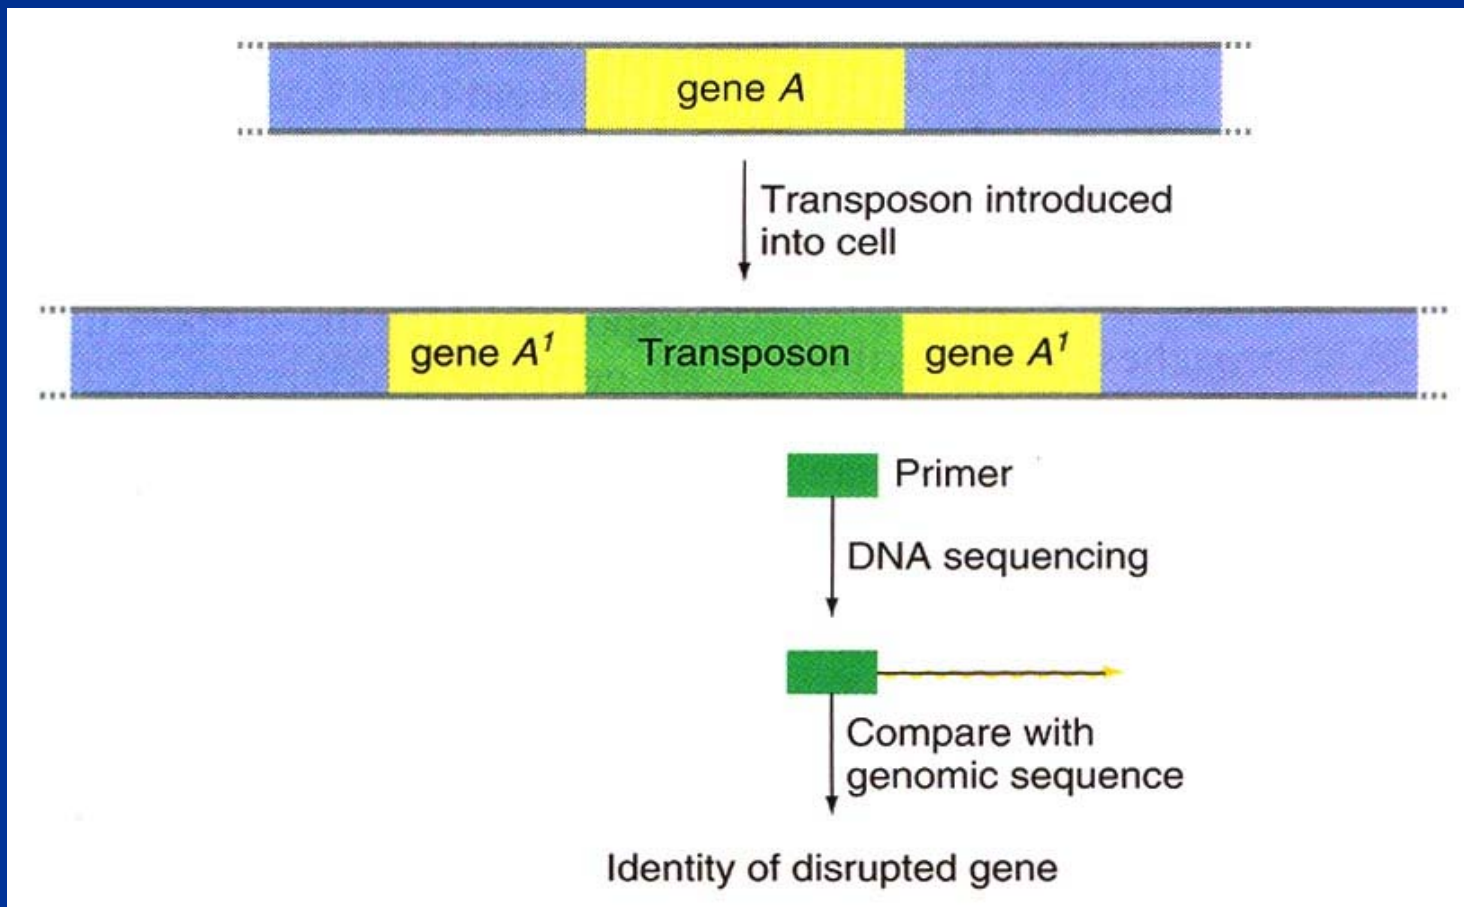 gene A
Transposon introduced
into cell
gene A¹ Transposon gene A¹
Primer
DNA sequencing
Compare with
genomic sequence
Identity of disrupted gene